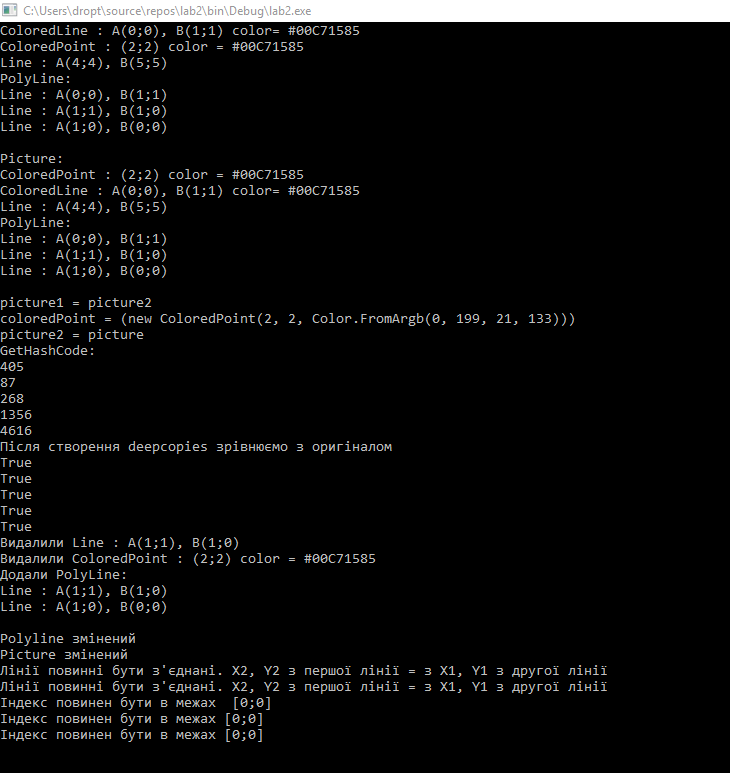 C:\Users\dropt\source\repos\lab2\bin\Debug\lab2.exe
ColoredLine : A(0;0), B(1;1) color= #00C71585
ColoredPoint : (2;2) color = #00C71585
Line : A(4;4), B(5;5)
PolyLine:
Line : A(0;0), B(1;1)
Line : A(1;1), B(1;0)
Line : A(1;0), B(0;0)
Picture:
ColoredPoint : (2;2) color = #00C71585
ColoredLine : A(0;0), B(1;1) color= #00C71585
Line : A(4;4), B(5;5)
PolyLine:
Line : A(0;0), B(1;1)
Line : A(1;1), B(1;0)
Line : A(1;0), B(0;0)
picture1 = picture2
coloredPoint = (new ColoredPoint(2, 2, Color.FromArgb(0, 199, 21, 133)))
picture2 = picture
GetHashCode:
405
87
268
1356
4616
Після створення deepcopies зрівнюємо з оригіналом
True
True
True
True
True
Видалили Line : A(1;1), B(1;0)
Видалили ColoredPoint : (2;2) color = #00C71585
Додали PolyLine:
Line : A(1;1), B(1;0)
Line : A(1;0), B(0;0)
Polyline змінений
Picture змінений
Лінії повинні бути з'єднані. X2, Y2 з першої лінії = з X1, Y1 з другої лінії
Лінії повинні бути з'єднані. X2, Y2 з першої лінії = з X1, Y1 з другої лінії
Індекс повинен бути в межах  [0;0]
Індекс повинен бути в межах [0;0]
Індекс повинен бути в межах [0;0]